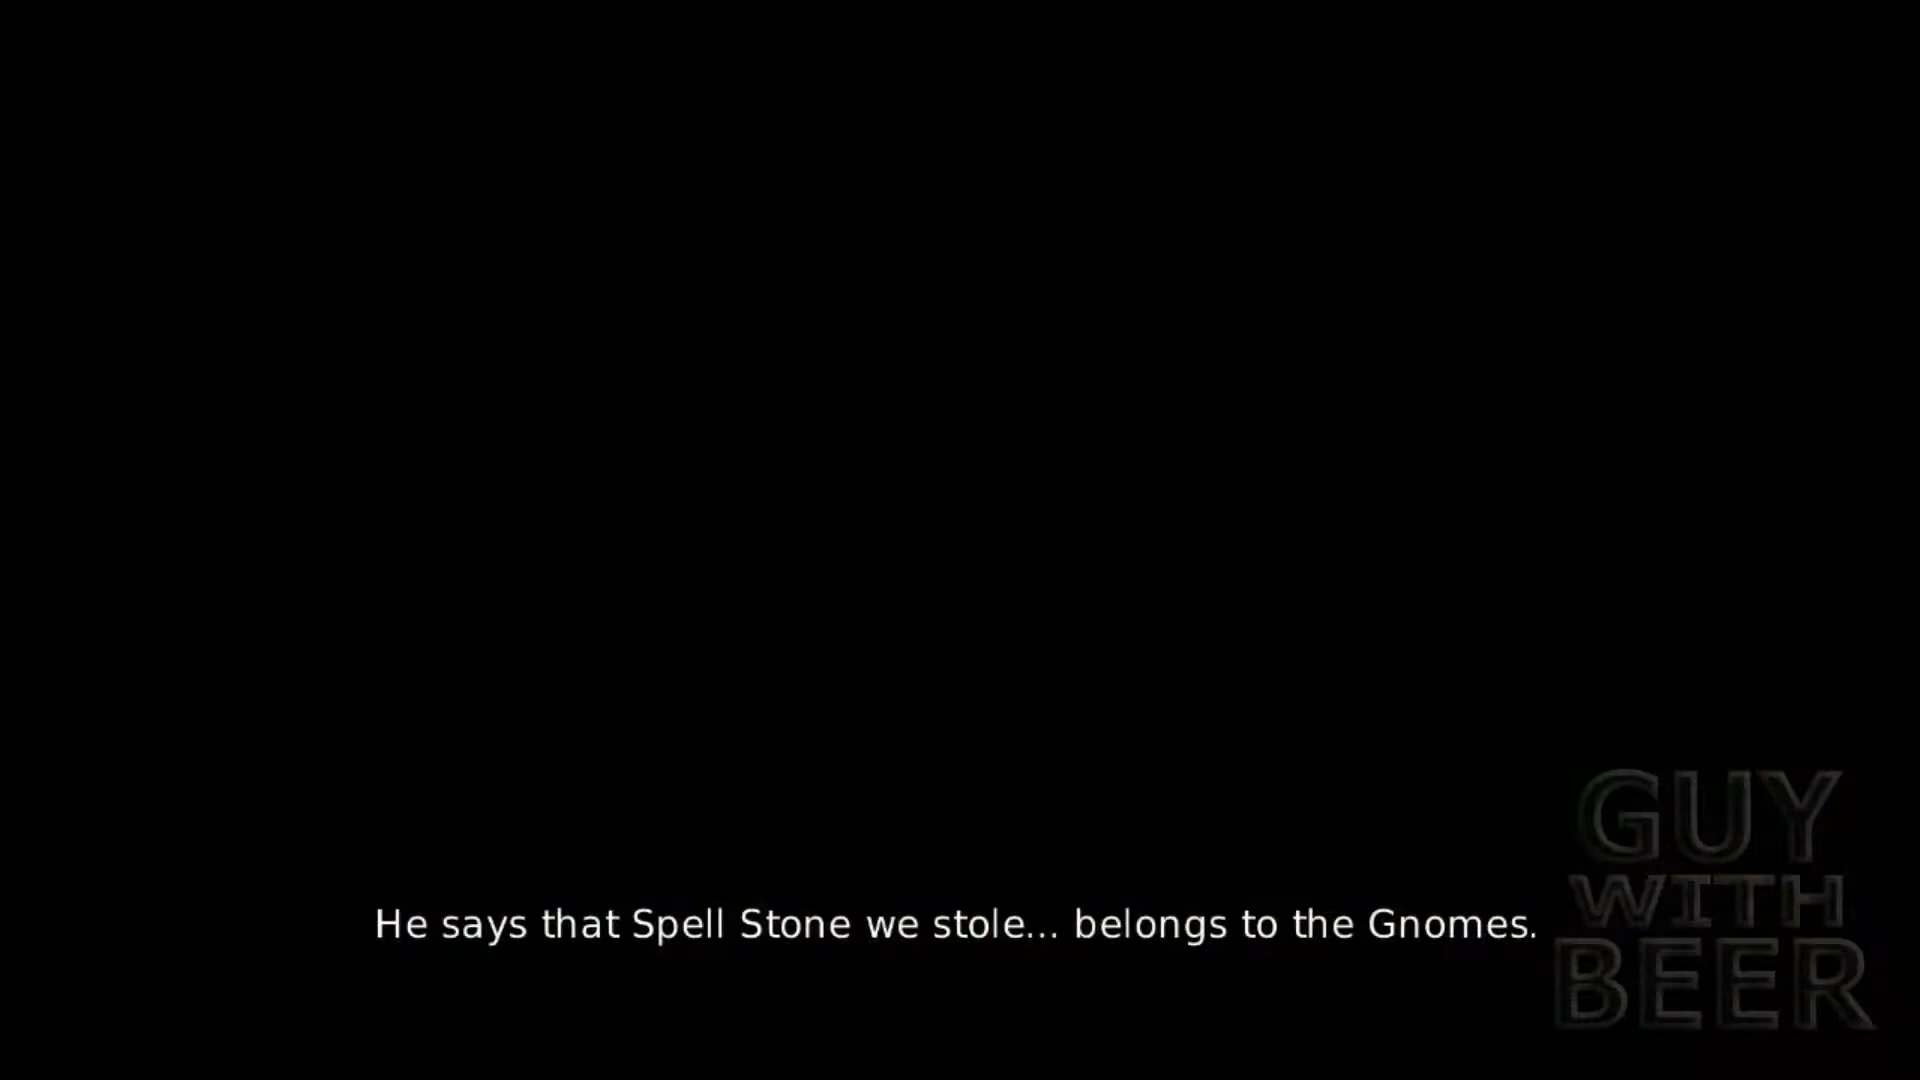 He says that Spell Stone we stole... belongs to the Gnomes.
GUY
WITH
BEER